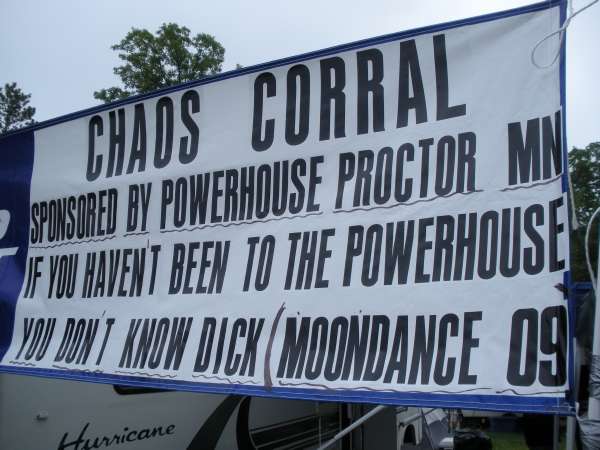 CHAOS CORRAL
SPONSORED BY POWERHOUSE PROCTOR MN
IF YOU HAVEN'T BEEN TO THE POWERHOUSE
YOU DON'T KNOW DICK / MOONDANCE 09
Hurricane